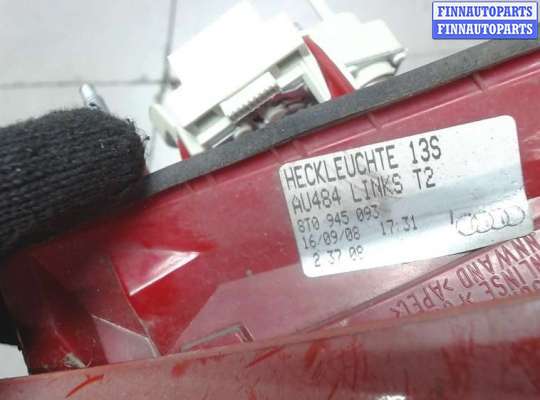 FINNAUTOPARTS
FINNAUTOPARTS
HECKLEUCHTE 13S
AU484 LINKS T2
8T0 945 093
16/09/08 17:31
2 37 08